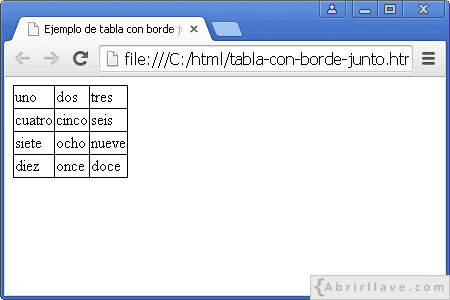 Ejemplo de tabla con borde ju
file:///C:/html/tabla-con-borde-junto.htm
uno dos tres
cuatro cinco seis
siete ocho nueve
diez once doce
{Abrirllave.com